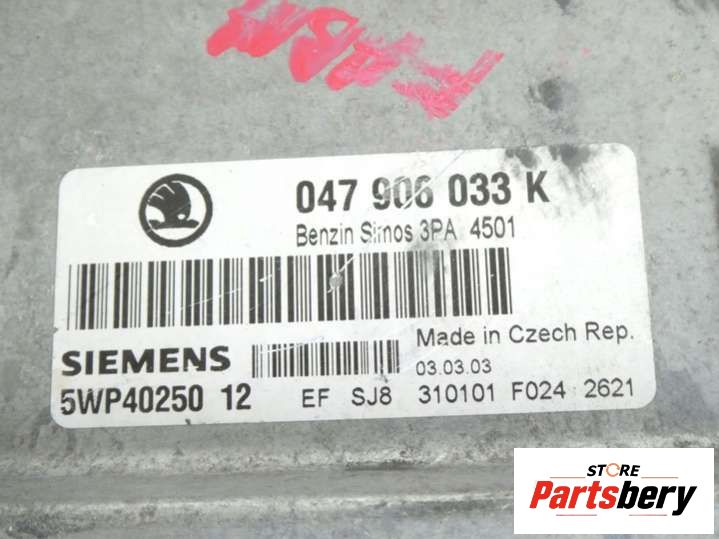 FABIA
047 906 033 K
Benzin Simos 3PA 4501
Made in Czech Rep.
SIEMENS
03.03.03
5WP40250 12 EF SJ8 310101 F024 2621
STORE
Partsbery